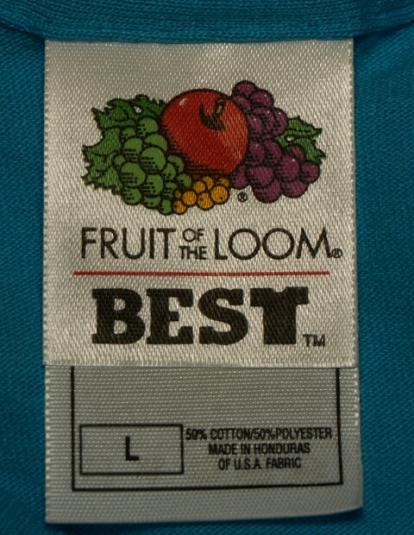 ®
FRUIT OF THE LOOM®
BEST™
L
50% COTTON/50%POLYESTER
MADE IN HONDURAS
OF U.S.A. FABRIC